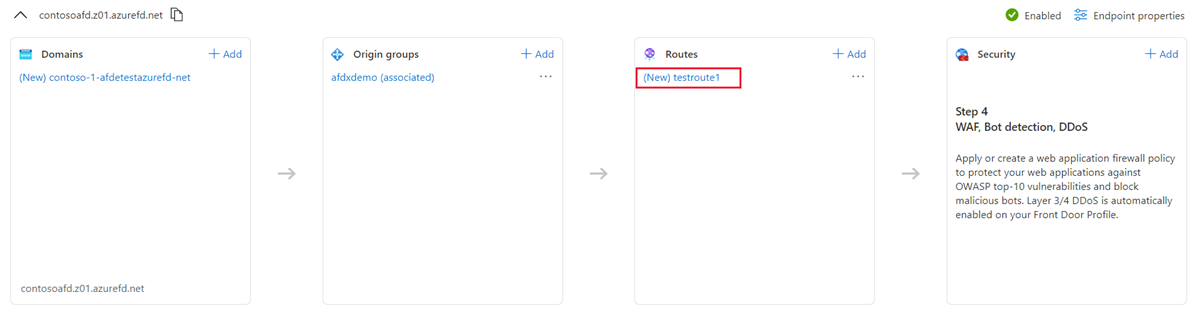 contosoafd.z01.azurefd.net
Enabled
Endpoint properties
Domains
+ Add
(New) contoso-1-afdetestazurefd-net
contosoafd.z01.azurefd.net
Origin groups
+ Add
afdxdemo (associated)
...
Routes
+ Add
(New) testroute1
...
Security
+ Add
Step 4
WAF, Bot detection, DDoS
Apply or create a web application firewall policy
to protect your web applications against
OWASP top-10 vulnerabilities and block
malicious bots. Layer 3/4 DDoS is automatically
enabled on your Front Door Profile.